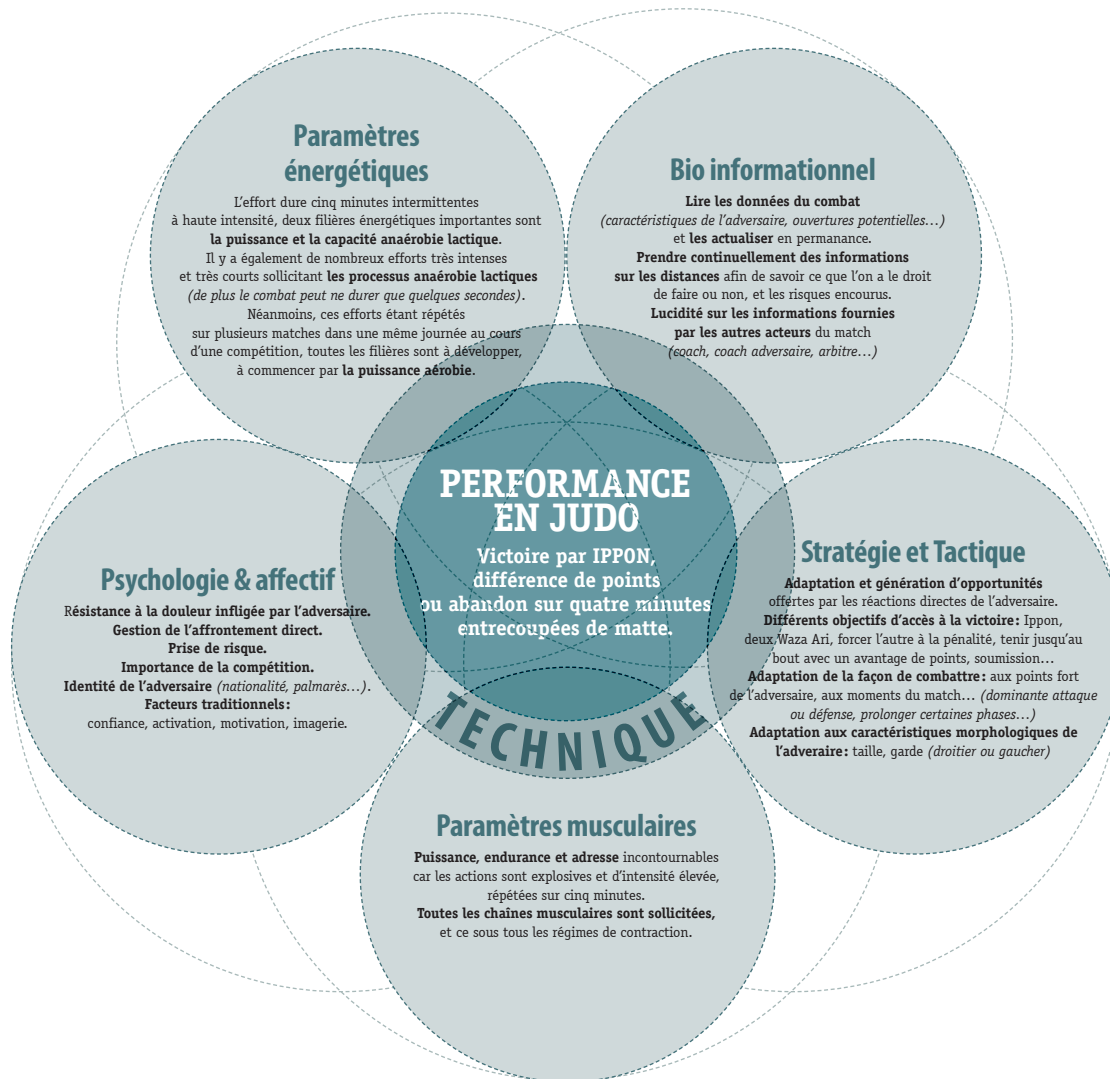 Paramètres
énergétiques
L'effort dure cinq minutes intermittentes
à haute intensité, deux filières énergétiques importantes sont
la puissance et la capacité anaérobie lactique.
Il y a également de nombreux efforts très intenses
et très courts sollicitant les processus anaérobie lactiques
(de plus le combat peut ne durer que quelques secondes).
Néanmoins, ces efforts étant répétés
sur plusieurs matches dans une même journée au cours
d'une compétition, toutes les filières sont à développer,
à commencer par la puissance aérobie.
Bio informationnel
Lire les données du combat
(caractéristiques de l'adversaire, ouvertures potentielles…)
et les actualiser en permanance.
Prendre continuellement des informations
sur les distances afin de savoir ce que l'on a le droit
de faire ou non, et les risques encourus.
Lucidité sur les informations fournies
par les autres acteurs du match
(coach, coach adversaire, arbitre…)
PERFORMANCE
EN JUDO
Victoire par IPPON,
différence de points
ou abandon sur quatre minutes
entrecoupées de matte.
TECHNIQUE
Psychologie & affectif
Résistance à la douleur infligée par l'adversaire.
Gestion de l'affrontement direct.
Prise de risque.
Importance de la compétition.
Identité de l'adversaire (nationalité, palmarès…).
Facteurs traditionnels :
confiance, activation, motivation, imagerie.
Stratégie et Tactique
Adaptation et génération d'opportunités
offertes par les réactions directes de l'adversaire.
Différents objectifs d'accès à la victoire : Ippon,
deux Waza Ari, forcer l'autre à la pénalité, tenir jusqu'au
bout avec un avantage de points, soumission…
Adaptation de la façon de combattre : aux points fort
de l'adversaire, aux moments du match… (dominante attaque
ou défense, prolonger certaines phases…)
Adaptation aux caractéristiques morphologiques de
l'adveraire : taille, garde (droitier ou gaucher)
Paramètres musculaires
Puissance, endurance et adresse incontournables
car les actions sont explosives et d'intensité élevée,
répétées sur cinq minutes.
Toutes les chaînes musculaires sont sollicitées,
et ce sous tous les régimes de contraction.